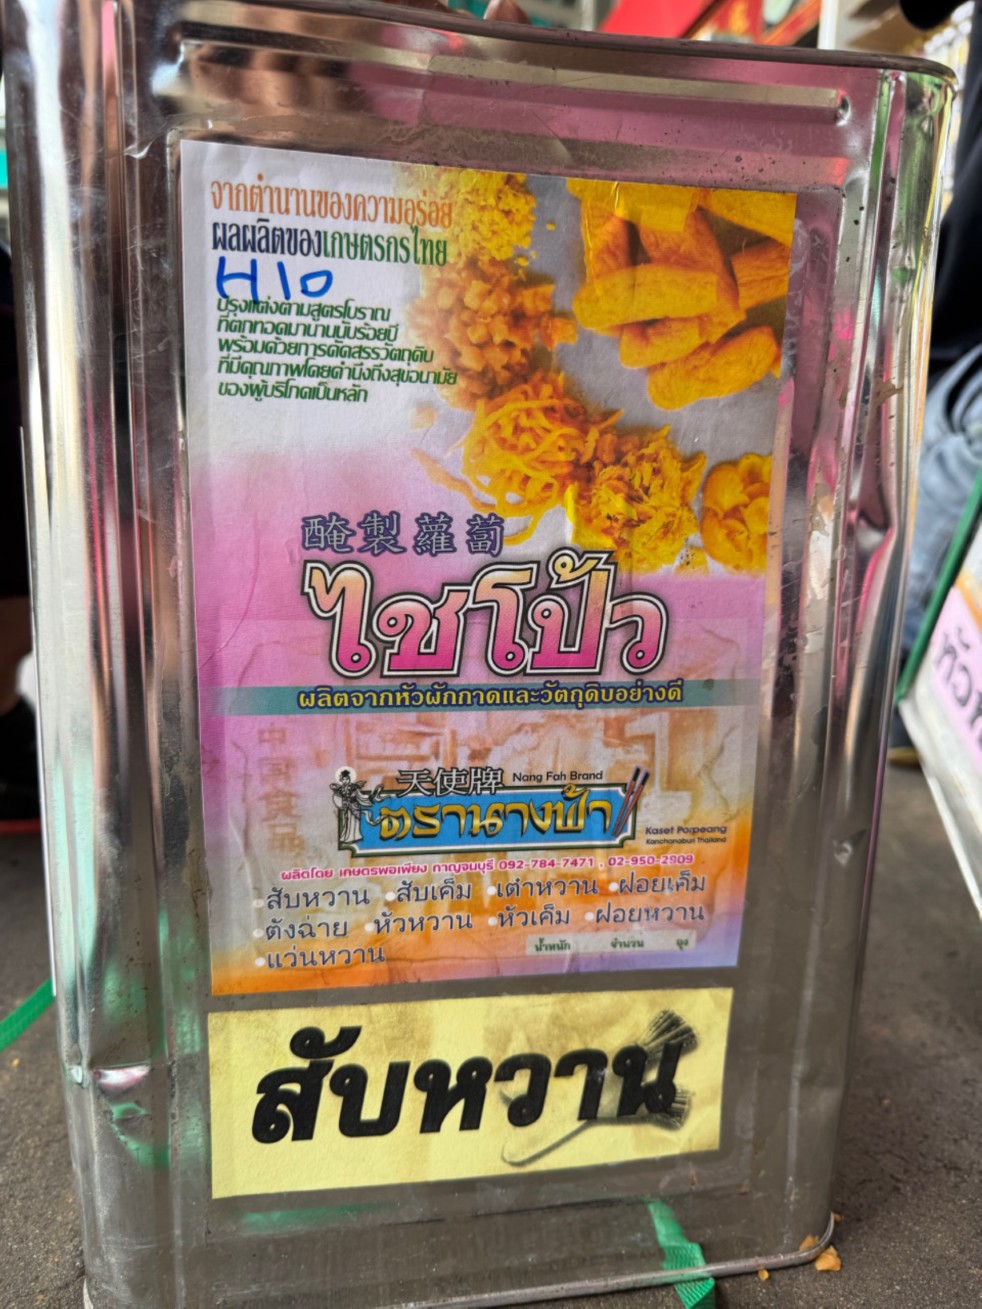 จากตำนานของความอร่อย
ผลผลิตของเกษตรกรไทย
H10
ปรุงแต่งตามสูตรโบราณ
ที่ตกทอดมานานนับร้อยปี
พร้อมด้วยการคัดสรรวัตถุดิบ
ที่มีคุณภาพโดยคำนึงถึงสุขอนามัย
ของผู้บริโภคเป็นหลัก
醃製蘿蔔
ไชโป้ว
ผลิตจากหัวผักกาดและวัตถุดิบอย่างดี
天使牌 Nang Fah Brand
ตรานางฟ้า
Kaset Porpeang
Kanchanaburi Thailand
ผลิตโดย เกษตรพอเพียง กาญจนบุรี 092-784-7471 , 02-950-2909
•สับหวาน •สับเค็ม •เต๋าหวาน •ฝอยเค็ม
•ตังฉ่าย •หัวหวาน •หัวเค็ม •ฝอยหวาน
•แว่นหวาน
น้ำหนัก จำนวน ถุง
สับหวาน